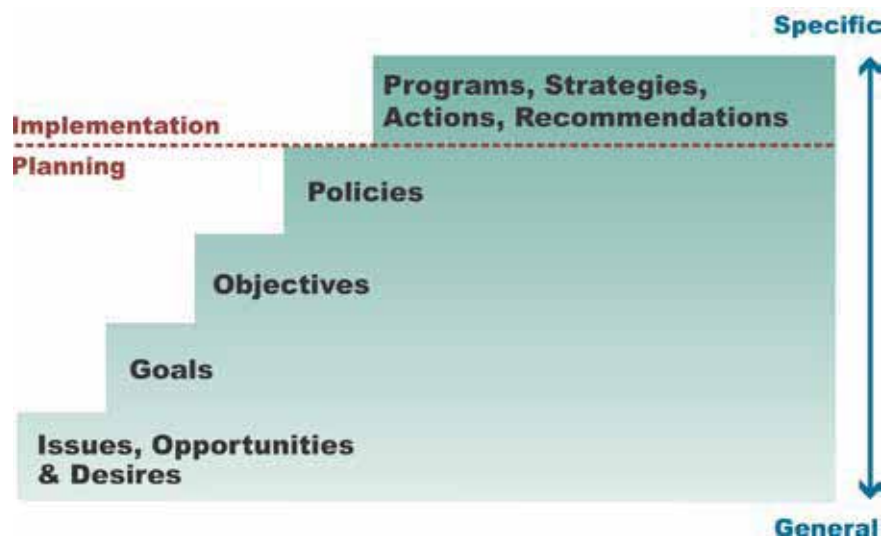 Specific
Programs, Strategies,
Actions, Recommendations
Implementation
Planning
Policies
Objectives
Goals
Issues, Opportunities
& Desires
General